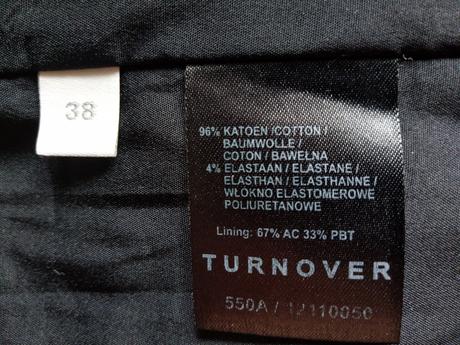 38
96% KATOEN /COTTON /
BAUMWOLLE /
COTON / BAWEŁNA
4% ELASTAAN / ELASTANE /
ELASTHAN / ELASTHANNE /
WŁÓKNO ELASTOMEROWE
POLIURETANOWE
Lining: 67% AC 33% PBT
TURNOVER
550A / 12110050